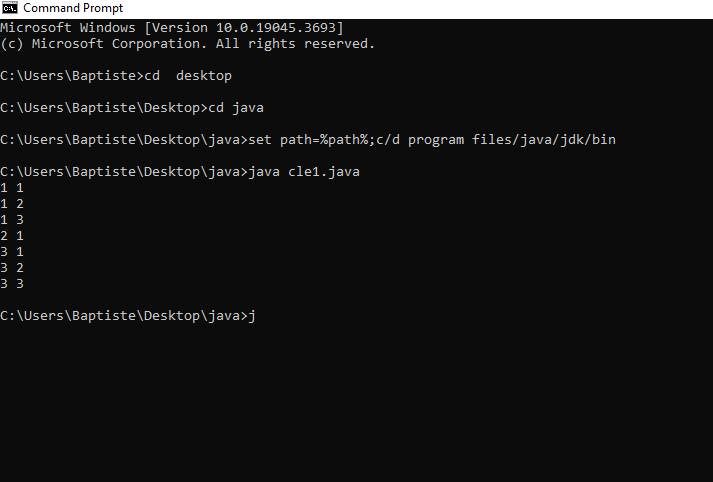 Command Prompt
Microsoft Windows [Version 10.0.19045.3693]
(c) Microsoft Corporation. All rights reserved.
C:\Users\Baptiste>cd  desktop
C:\Users\Baptiste\Desktop>cd java
C:\Users\Baptiste\Desktop\java>set path=%path%;c/d program files/java/jdk/bin
C:\Users\Baptiste\Desktop\java>java cle1.java
1 1
1 2
1 3
2 1
3 1
3 2
3 3
C:\Users\Baptiste\Desktop\java>j